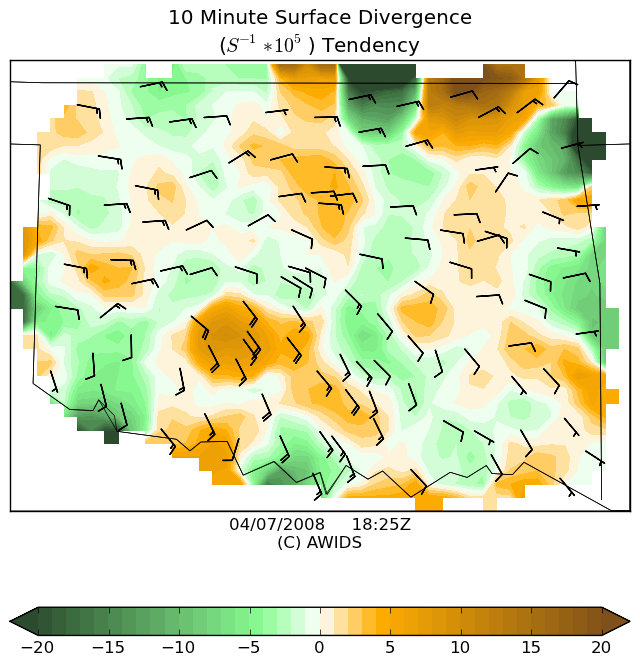 10 Minute Surface Divergence
(S⁻¹ * 10⁵ ) Tendency
04/07/2008 18:25Z
(C) AWIDS
−20 −15 −10 −5 0 5 10 15 20